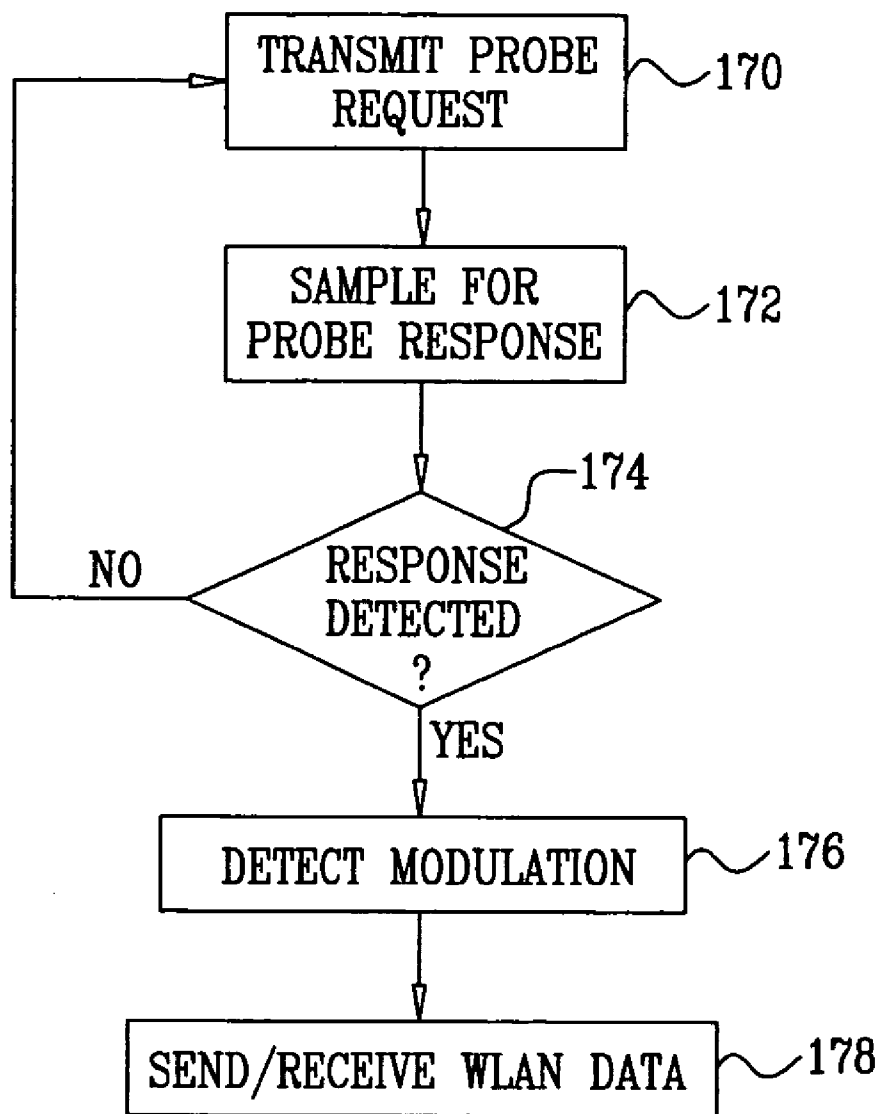 TRANSMIT PROBE
REQUEST
170
SAMPLE FOR
PROBE RESPONSE
172
174
RESPONSE
DETECTED
?
NO
YES
DETECT MODULATION
176
SEND/RECEIVE WLAN DATA
178